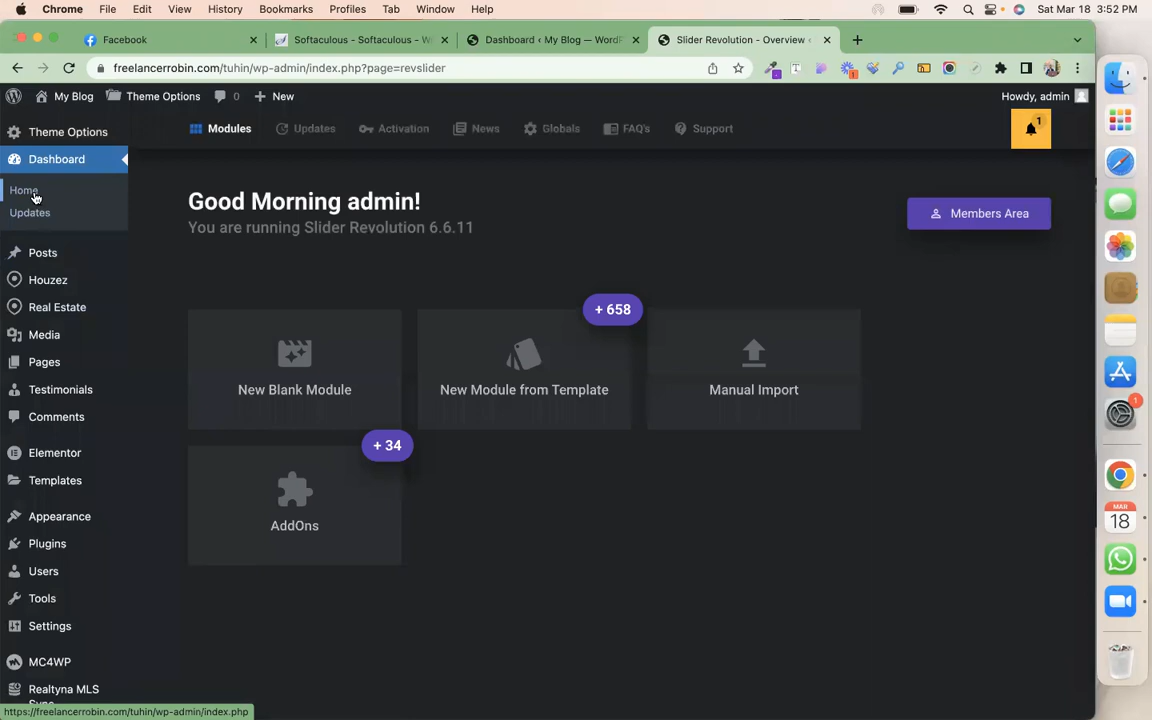 Chrome File Edit View History Bookmarks Profiles Tab Window Help Sat Mar 18 3:52 PM
Facebook Softaculous - Softaculous - W Dashboard ‹ My Blog — WordP Slider Revolution - Overview ‹
freelancerrobin.com/tuhin/wp-admin/index.php?page=revslider
My Blog Theme Options 0 New Howdy, admin
Theme Options
Dashboard
Home
Updates
Posts
Houzez
Real Estate
Media
Pages
Testimonials
Comments
Elementor
Templates
Appearance
Plugins
Users
Tools
Settings
MC4WP
Realtyna MLS
Sync
Modules Updates Activation News Globals FAQ's Support
1
Good Morning admin!
You are running Slider Revolution 6.6.11
Members Area
+ 658
New Blank Module
New Module from Template
Manual Import
+ 34
AddOns
1
MAR
18
https://freelancerrobin.com/tuhin/wp-admin/index.php